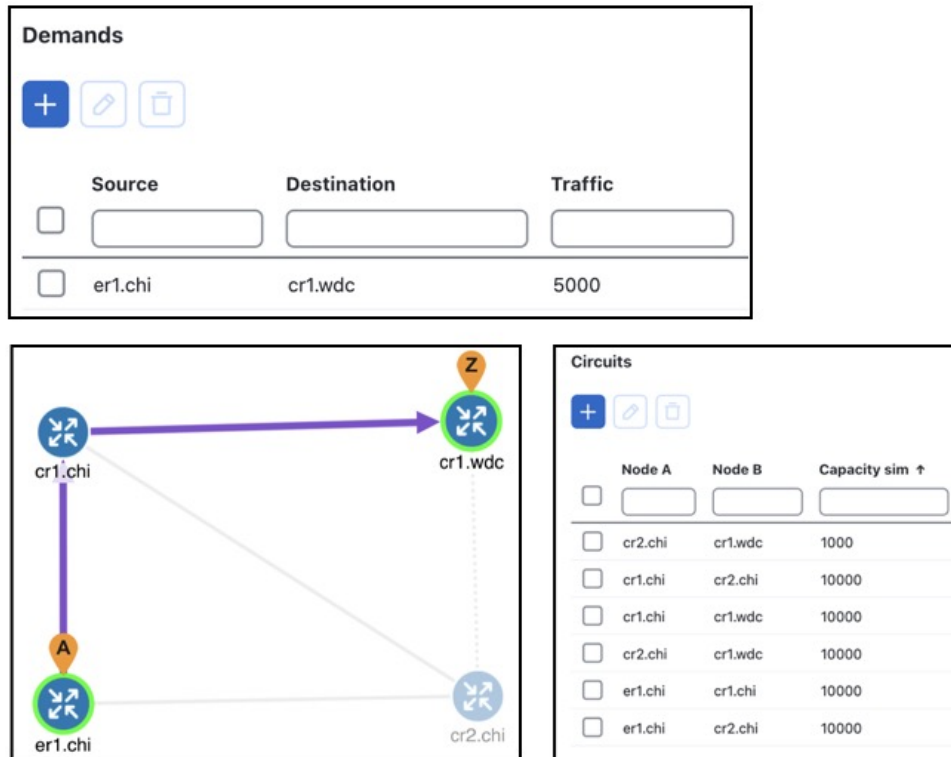 Demands
Source Destination Traffic
er1.chi cr1.wdc 5000
Z
cr1.chi
cr1.wdc
A
er1.chi
cr2.chi
Circuits
Node A Node B Capacity sim ↑
cr2.chi cr1.wdc 1000
cr1.chi cr2.chi 10000
cr1.chi cr1.wdc 10000
cr2.chi cr1.wdc 10000
er1.chi cr1.chi 10000
er1.chi cr2.chi 10000